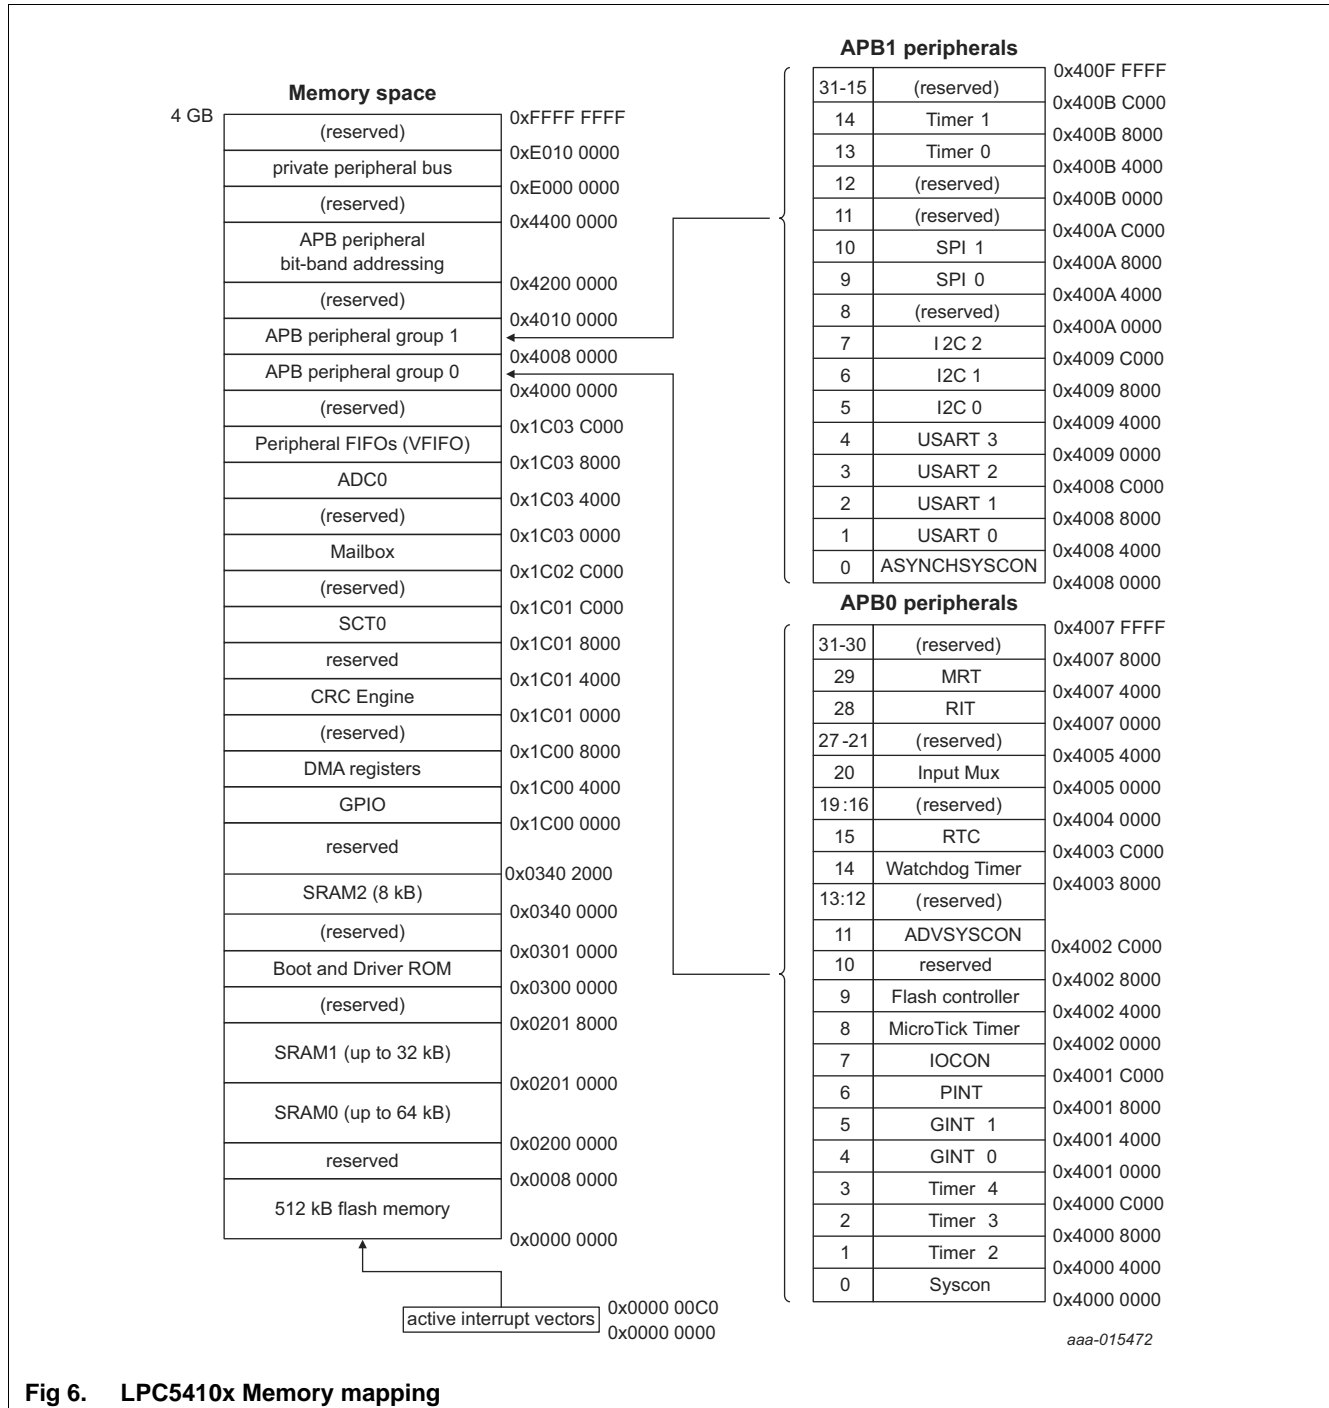 Memory space
4 GB
0xFFFF FFFF
(reserved)
0xE010 0000
private peripheral bus
0xE000 0000
(reserved)
0x4400 0000
APB peripheral
bit-band addressing
0x4200 0000
(reserved)
0x4010 0000
APB peripheral group 1
0x4008 0000
APB peripheral group 0
0x4000 0000
(reserved)
0x1C03 C000
Peripheral FIFOs (VFIFO)
0x1C03 8000
ADC0
0x1C03 4000
(reserved)
0x1C03 0000
Mailbox
0x1C02 C000
(reserved)
0x1C01 C000
SCT0
0x1C01 8000
reserved
0x1C01 4000
CRC Engine
0x1C01 0000
(reserved)
0x1C00 8000
DMA registers
0x1C00 4000
GPIO
0x1C00 0000
reserved
0x0340 2000
SRAM2 (8 kB)
0x0340 0000
(reserved)
0x0301 0000
Boot and Driver ROM
0x0300 0000
(reserved)
0x0201 8000
SRAM1 (up to 32 kB)
0x0201 0000
SRAM0 (up to 64 kB)
0x0200 0000
reserved
0x0008 0000
512 kB flash memory
0x0000 0000
active interrupt vectors
0x0000 00C0
0x0000 0000
APB1 peripherals
0x400F FFFF
31-15 (reserved)
0x400B C000
14 Timer 1
0x400B 8000
13 Timer 0
0x400B 4000
12 (reserved)
0x400B 0000
11 (reserved)
0x400A C000
10 SPI 1
0x400A 8000
9 SPI 0
0x400A 4000
8 (reserved)
0x400A 0000
7 I2C 2
0x4009 C000
6 I2C 1
0x4009 8000
5 I2C 0
0x4009 4000
4 USART 3
0x4009 0000
3 USART 2
0x4008 C000
2 USART 1
0x4008 8000
1 USART 0
0x4008 4000
0 ASYNCHSYSCON
0x4008 0000
APB0 peripherals
0x4007 FFFF
31-30 (reserved)
0x4007 8000
29 MRT
0x4007 4000
28 RIT
0x4007 0000
27-21 (reserved)
0x4005 4000
20 Input Mux
0x4005 0000
19:16 (reserved)
0x4004 0000
15 RTC
0x4003 C000
14 Watchdog Timer
0x4003 8000
13:12 (reserved)
11 ADVSYSCON
0x4002 C000
10 reserved
0x4002 8000
9 Flash controller
0x4002 4000
8 MicroTick Timer
0x4002 0000
7 IOCON
0x4001 C000
6 PINT
0x4001 8000
5 GINT 1
0x4001 4000
4 GINT 0
0x4001 0000
3 Timer 4
0x4000 C000
2 Timer 3
0x4000 8000
1 Timer 2
0x4000 4000
0 Syscon
0x4000 0000
aaa-015472
Fig 6. LPC5410x Memory mapping